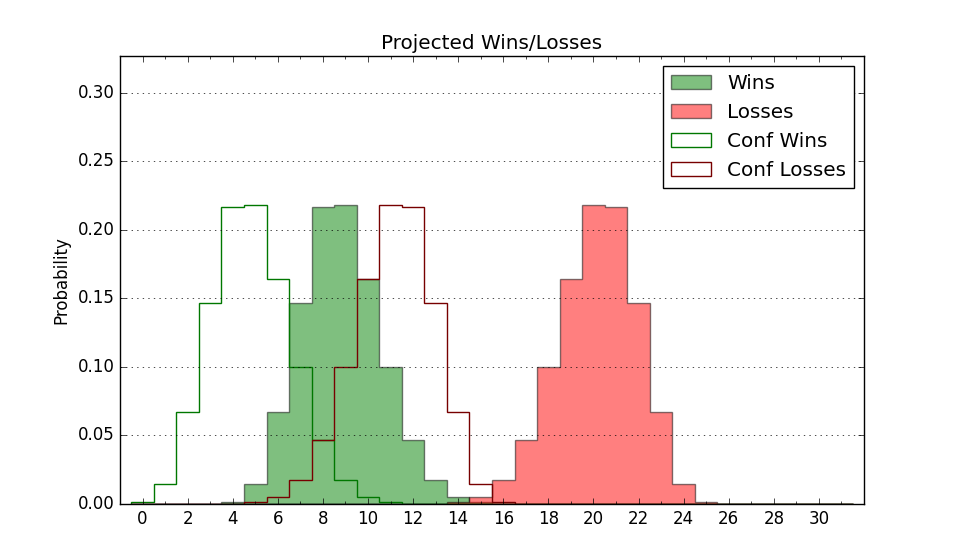 Projected Wins/Losses
Wins
Losses
Conf Wins
Conf Losses
Probability
0.30
0.25
0.20
0.15
0.10
0.05
0.00
0 2 4 6 8 10 12 14 16 18 20 22 24 26 28 30